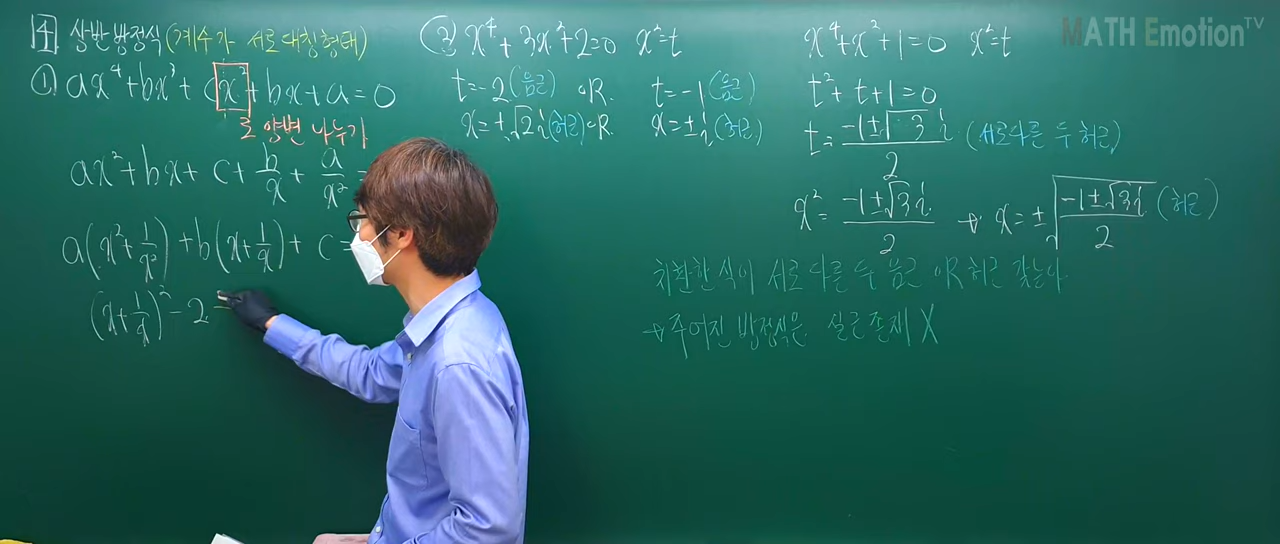 4 상반방정식 (계수가 서로 대칭형태)
① ax⁴+bx³+cx²+bx+a=0
로 양변 나누기
ax²+bx+c+b/x+a/x²=
a(x²+1/x²)+b(x+1/x)+c=
(x+1/x)²-2=
② x⁴+3x²+2=0 x²=t
t=-2(음근) OR. t=-1(음근)
x=±√2i(허근) OR. x=±i(허근)
x⁴+x²+1=0 x²=t
t²+t+1=0
t=(-1±√3i)/2 (서로다른 두 허근)
x²=(-1±√3i)/2 → x=±√((-1±√3i)/2) (허근)
치환한 식이 서로 다른 두 음근 OR 허근 갖는다
→ 주어진 방정식은 실근존재 X
MATH Emotion TV